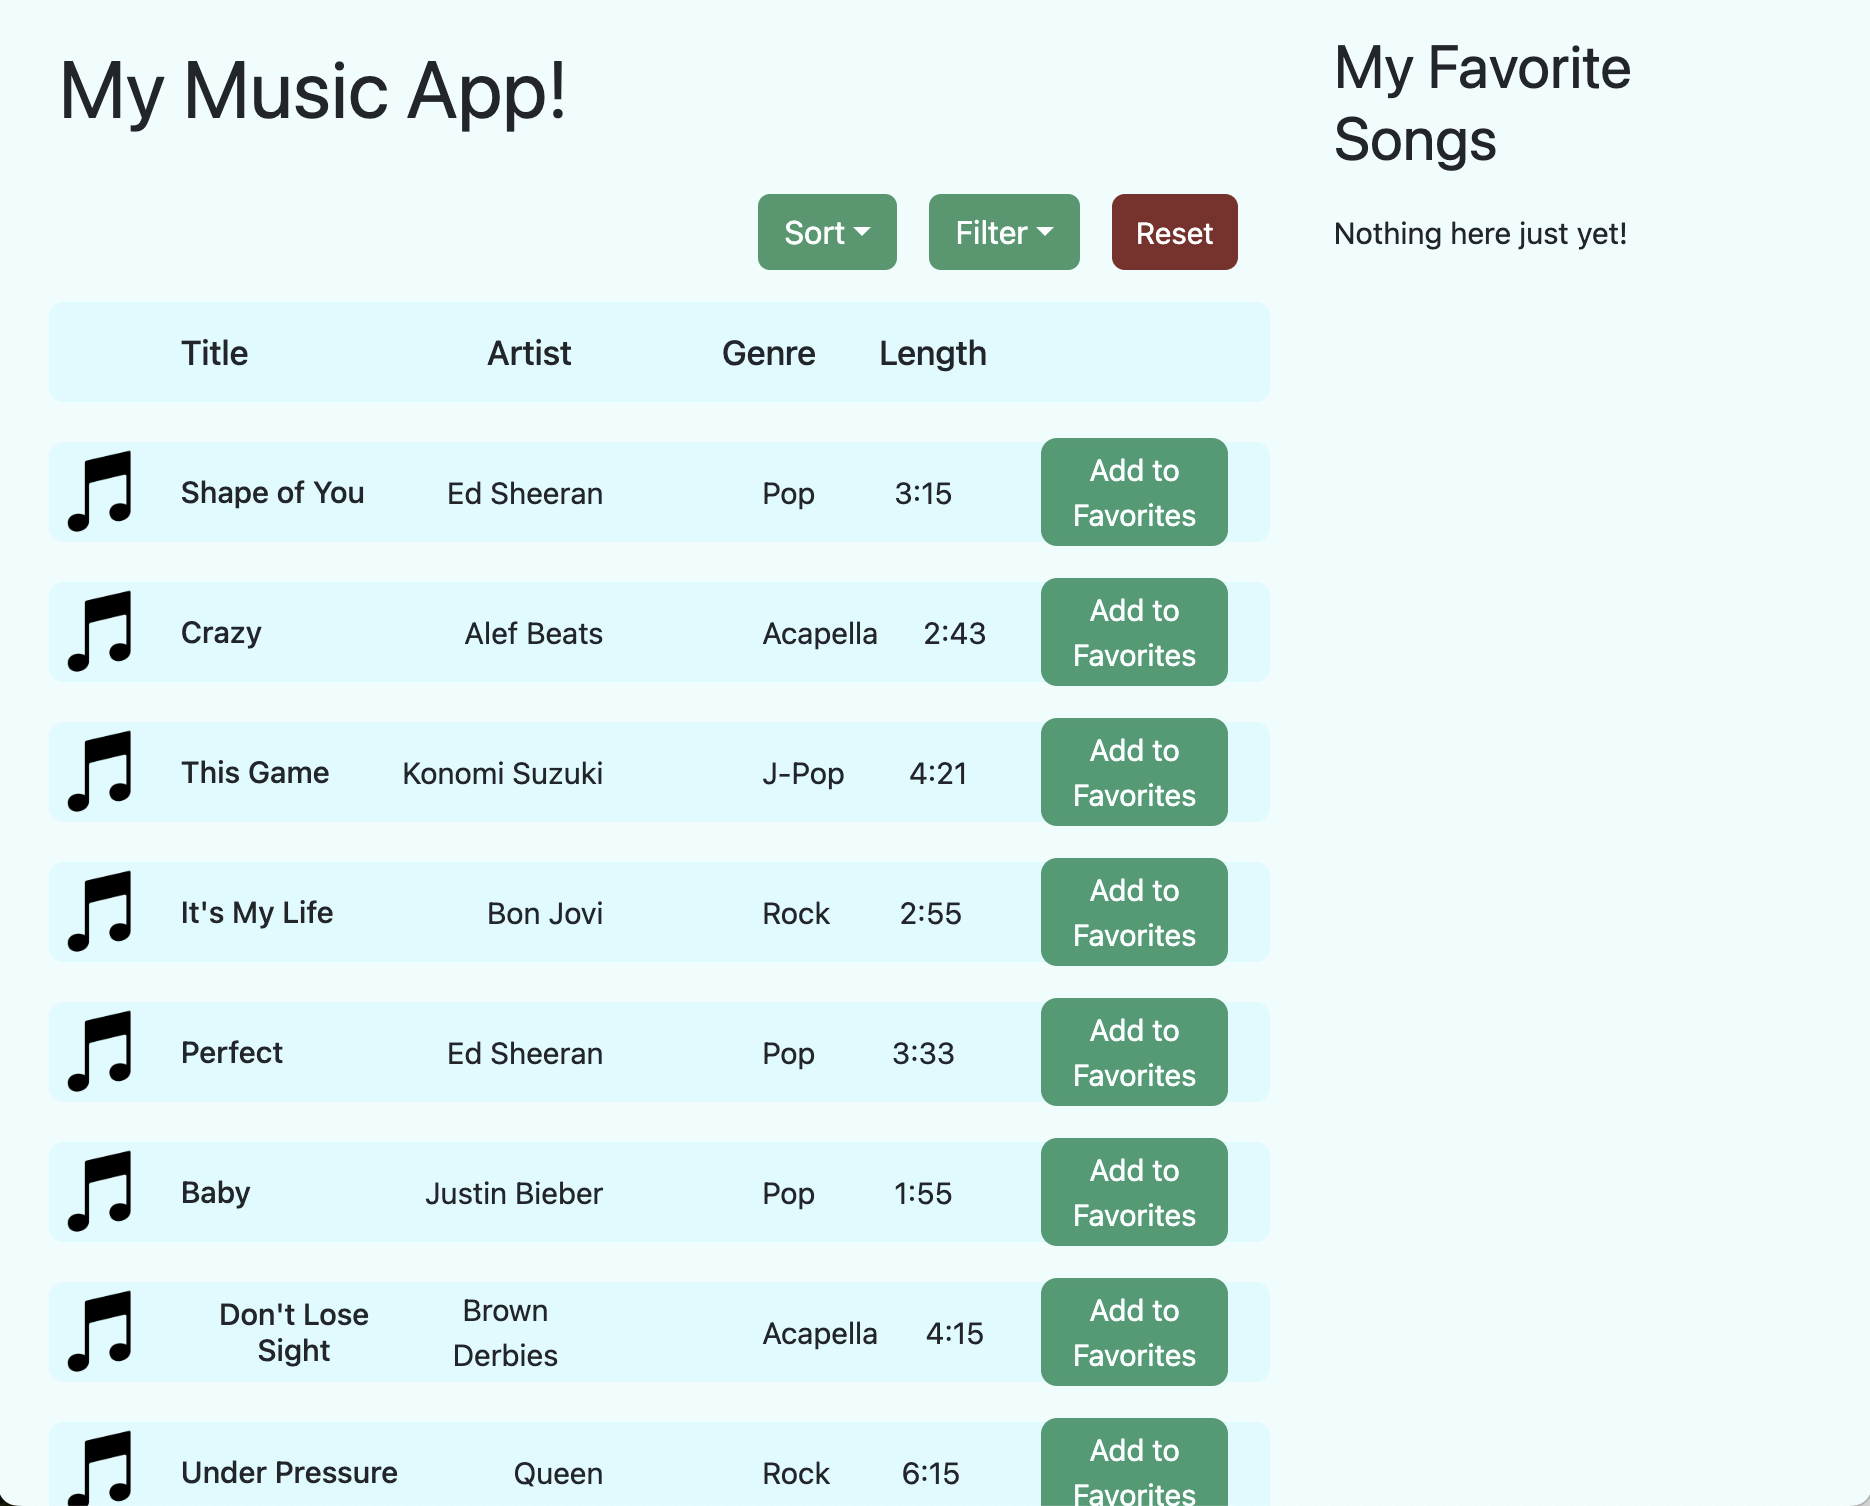 My Music App!
Sort
Filter
Reset
Title Artist Genre Length
Shape of You Ed Sheeran Pop 3:15 Add to
Favorites
Crazy Alef Beats Acapella 2:43 Add to
Favorites
This Game Konomi Suzuki J-Pop 4:21 Add to
Favorites
It's My Life Bon Jovi Rock 2:55 Add to
Favorites
Perfect Ed Sheeran Pop 3:33 Add to
Favorites
Baby Justin Bieber Pop 1:55 Add to
Favorites
Don't Lose
Sight
Brown
Derbies
Acapella 4:15 Add to
Favorites
Under Pressure Queen Rock 6:15 Add to
Favorites
My Favorite
Songs
Nothing here just yet!